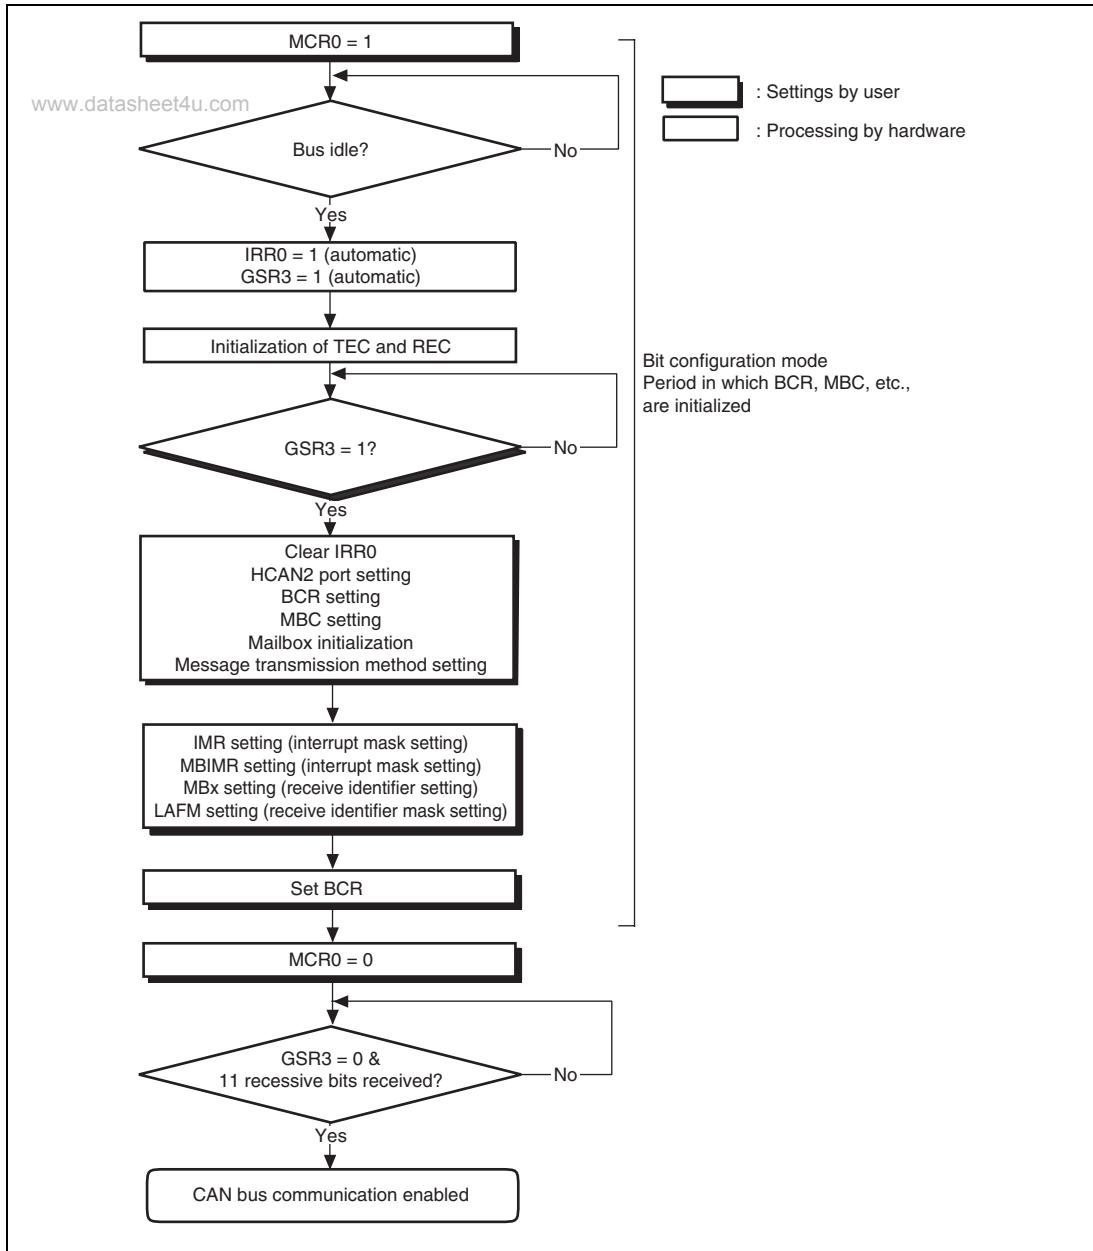 MCR0 = 1
www.datasheet4u.com
: Settings by user
: Processing by hardware
Bus idle?
No
Yes
IRR0 = 1 (automatic)
GSR3 = 1 (automatic)
Initialization of TEC and REC
Bit configuration mode
Period in which BCR, MBC, etc.,
are initialized
GSR3 = 1?
No
Yes
Clear IRR0
HCAN2 port setting
BCR setting
MBC setting
Mailbox initialization
Message transmission method setting
IMR setting (interrupt mask setting)
MBIMR setting (interrupt mask setting)
MBx setting (receive identifier setting)
LAFM setting (receive identifier mask setting)
Set BCR
MCR0 = 0
GSR3 = 0 &
11 recessive bits received?
No
Yes
CAN bus communication enabled